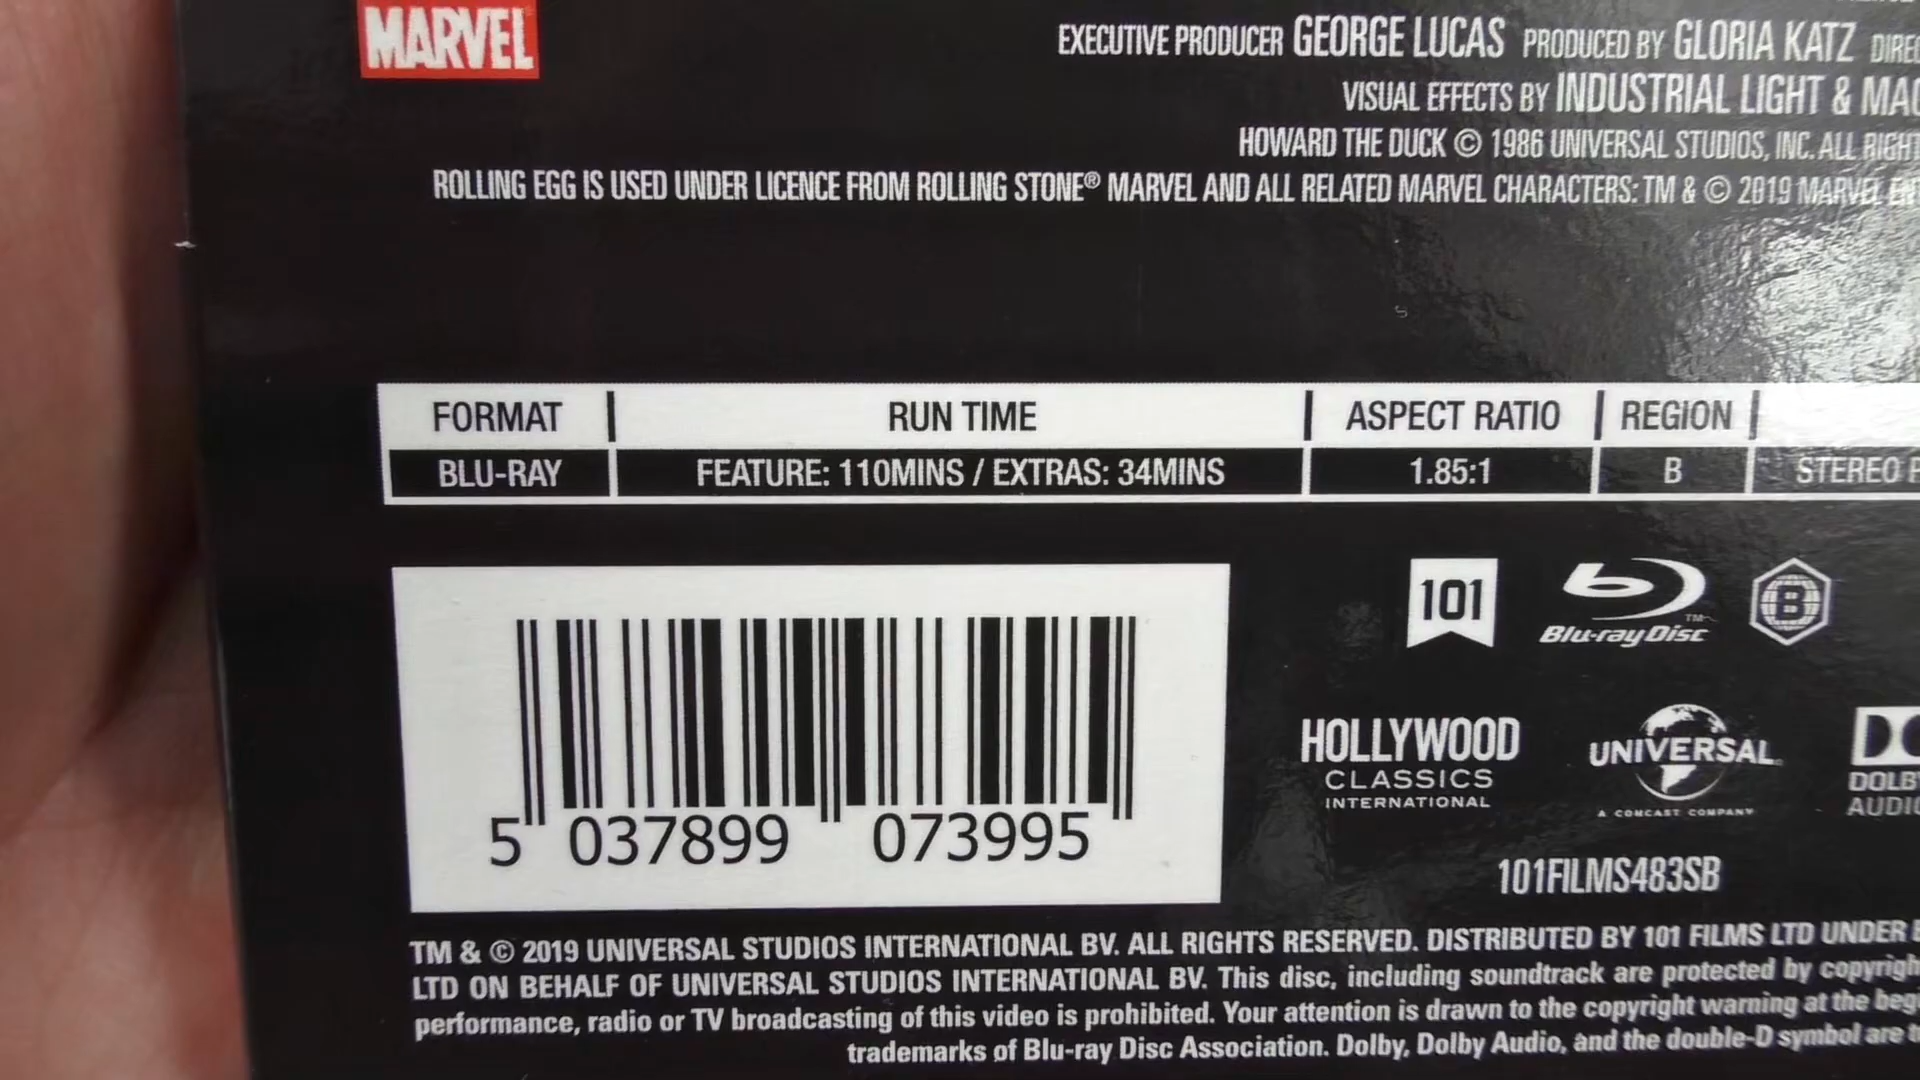 MARVEL
EXECUTIVE PRODUCER GEORGE LUCAS PRODUCED BY GLORIA KATZ
VISUAL EFFECTS BY INDUSTRIAL LIGHT &
HOWARD THE DUCK © 1986 UNIVERSAL STUDIOS, INC. ALL
ROLLING EGG IS USED UNDER LICENCE FROM ROLLING STONE® MARVEL AND ALL RELATED MARVEL CHARACTERS: TM & © 2019 MARVEL
FORMAT RUN TIME ASPECT RATIO REGION
BLU-RAY FEATURE: 110MINS / EXTRAS: 34MINS 1.85:1 B STEREO
101 Blu-ray Disc TM B
HOLLYWOOD
CLASSICS
INTERNATIONAL
UNIVERSAL
A COMCAST COMPANY
5 037899 073995
101FILMS483SB
TM & © 2019 UNIVERSAL STUDIOS INTERNATIONAL BV. ALL RIGHTS RESERVED. DISTRIBUTED BY 101 FILMS LTD UNDER
LTD ON BEHALF OF UNIVERSAL STUDIOS INTERNATIONAL BV. This disc, including soundtrack are protected by
performance, radio or TV broadcasting of this video is prohibited. Your attention is drawn to the copyright warning at the
trademarks of Blu-ray Disc Association. Dolby, Dolby Audio, and the double-D symbol are